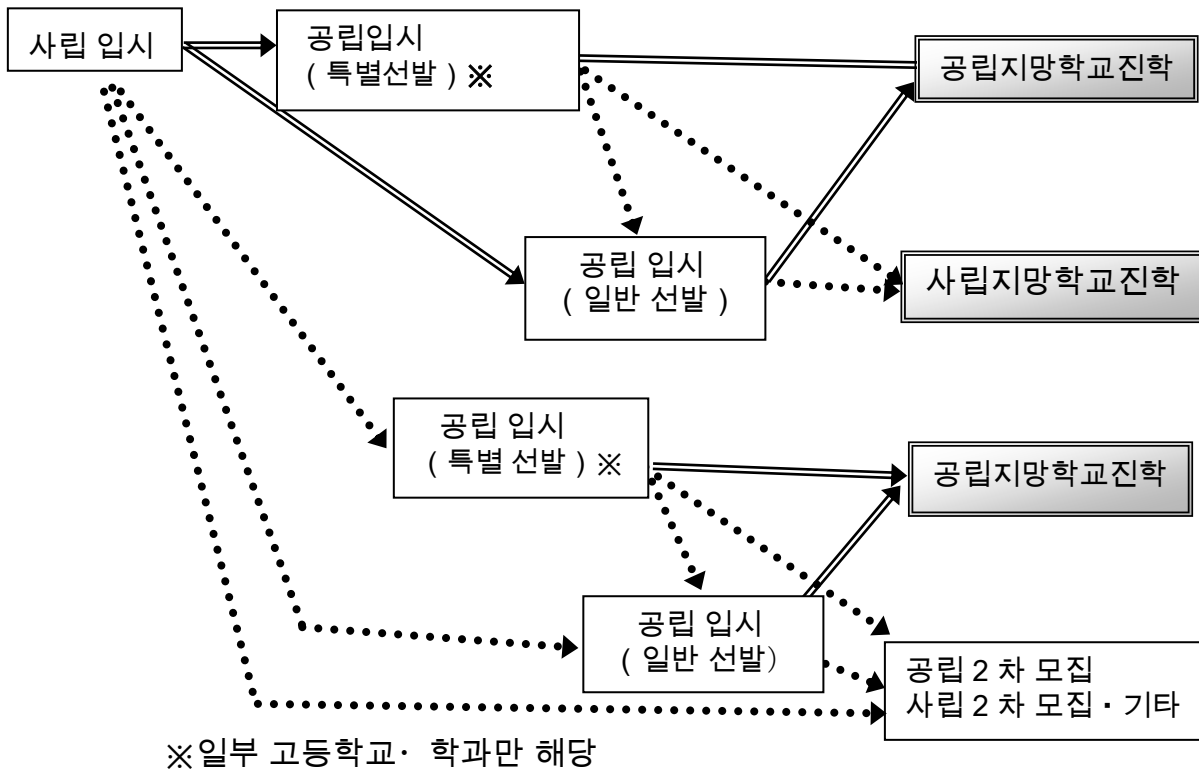 사립 입시
공립입시
( 특별선발 ) ※
공립지망학교진학
공립 입시
( 일반 선발 )
사립지망학교진학
공립 입시
( 특별 선발 ) ※
공립지망학교진학
공립 입시
( 일반 선발)
공립 2 차 모집
사립 2 차 모집 · 기타
※일부 고등학교· 학과만 해당